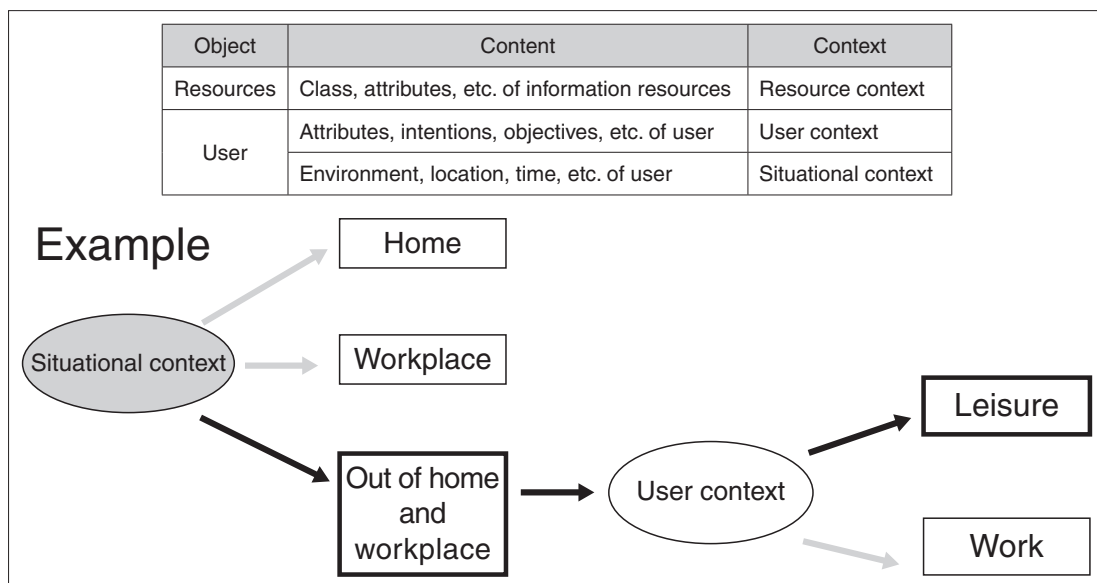 Object Content Context
Resources Class, attributes, etc. of information resources Resource context
User Attributes, intentions, objectives, etc. of user User context
Environment, location, time, etc. of user Situational context
Example
Home
Situational context
Workplace
Out of home
and
workplace
User context
Leisure
Work